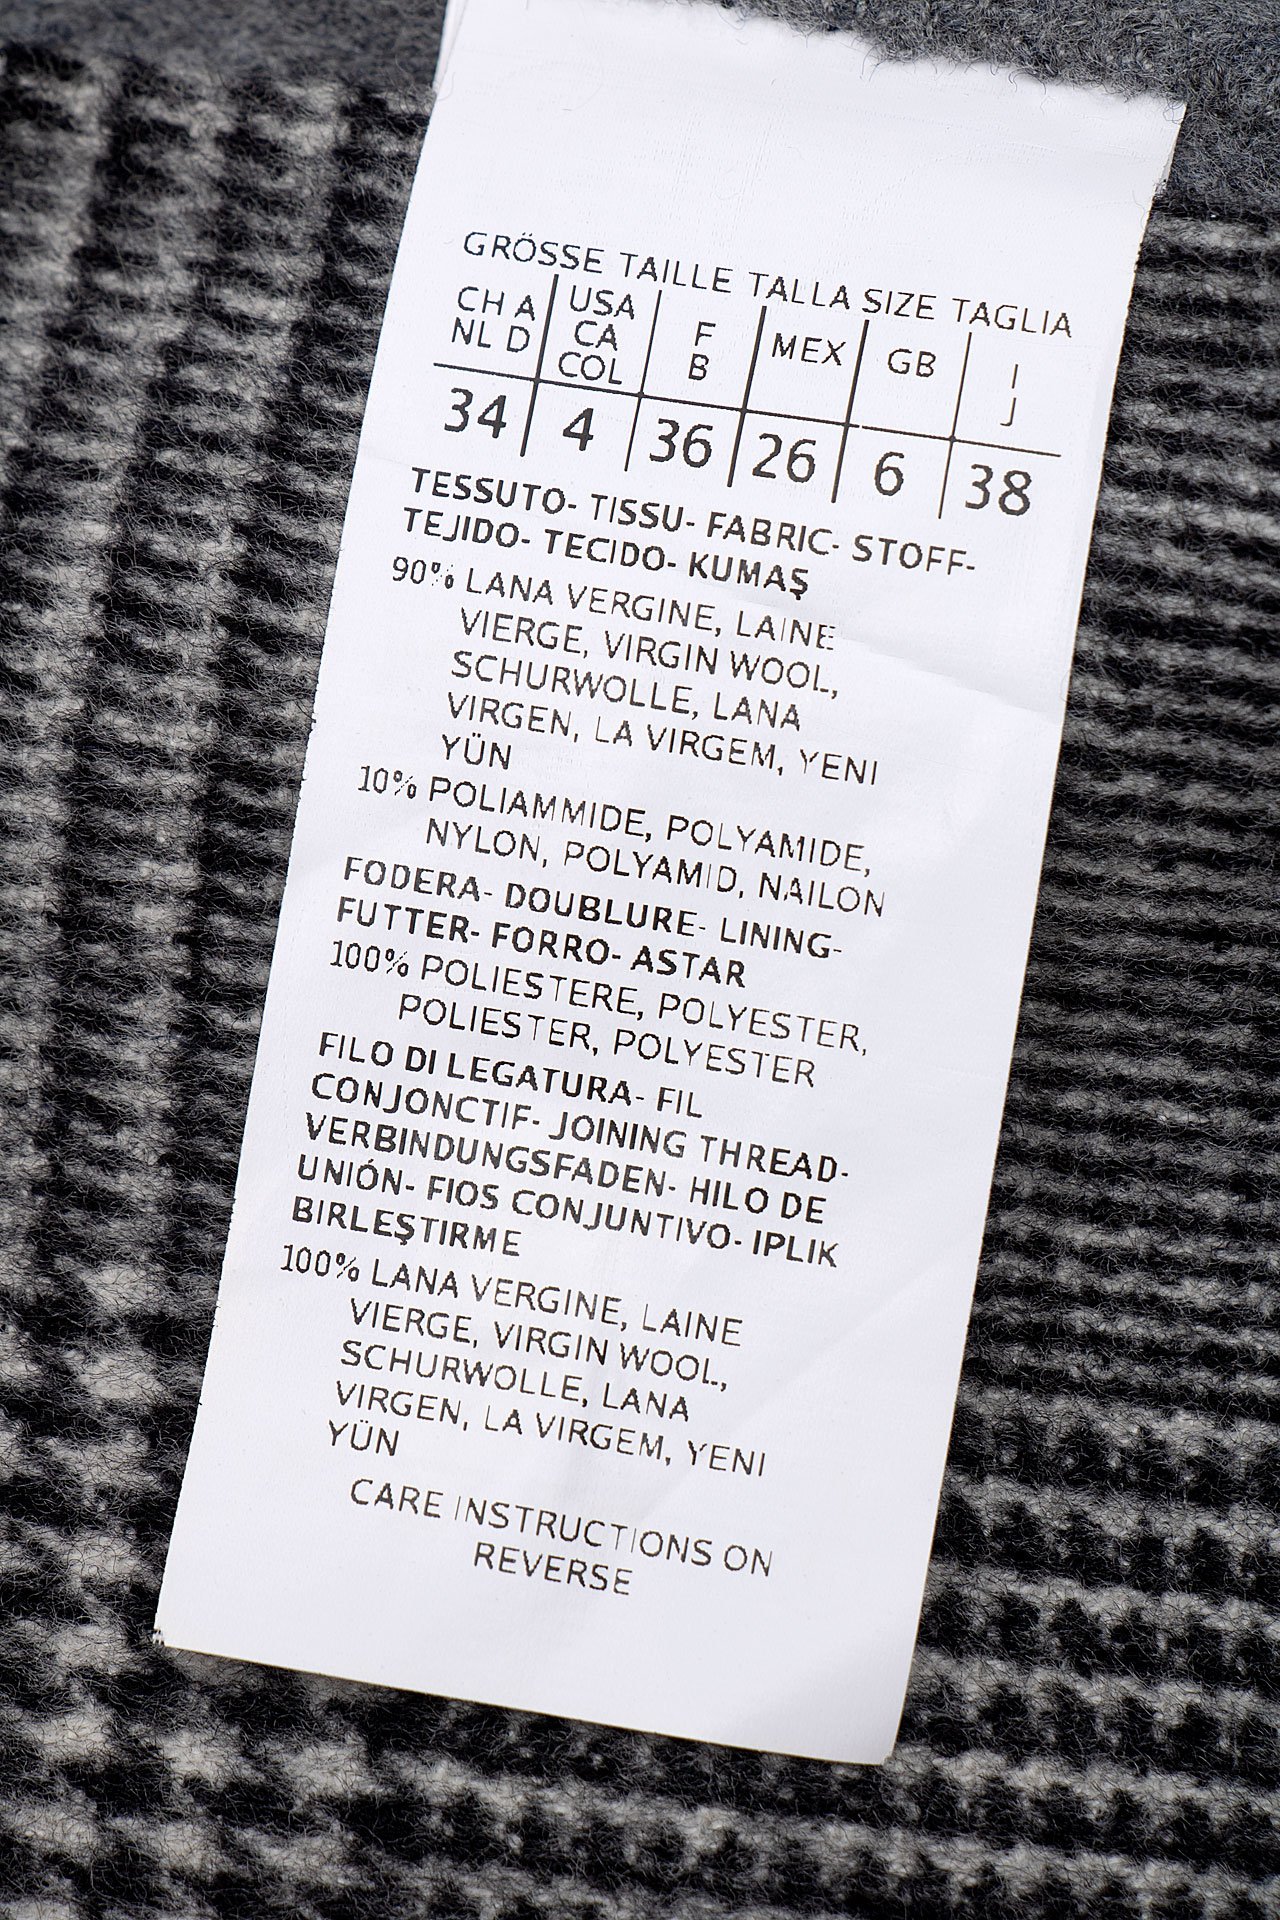 GRÖSSE TAILLE TALLA SIZE TAGLIA
CH A USA F MEX GB I
NL D CA B J
COL
34 4 36 26 6 38
TESSUTO- TISSU- FABRIC- STOFF-
TEJIDO- TECIDO- KUMAŞ
90% LANA VERGINE, LAINE
VIERGE, VIRGIN WOOL,
SCHURWOLLE, LANA
VIRGEN, LA VIRGEM, YENI
YÜN
10% POLIAMMIDE, POLYAMIDE,
NYLON, POLYAMID, NAILON
FODERA- DOUBLURE- LINING-
FUTTER- FORRO- ASTAR
100% POLIESTERE, POLYESTER,
POLIESTER, POLYESTER
FILO DI LEGATURA- FIL
CONJONCTIF- JOINING THREAD-
VERBINDUNGSFADEN- HILO DE
UNIÓN- FIOS CONJUNTIVO- IPLIK
BIRLEŞTIRME
100% LANA VERGINE, LAINE
VIERGE, VIRGIN WOOL,
SCHURWOLLE, LANA
VIRGEN, LA VIRGEM, YENI
YÜN
CARE INSTRUCTIONS ON
REVERSE